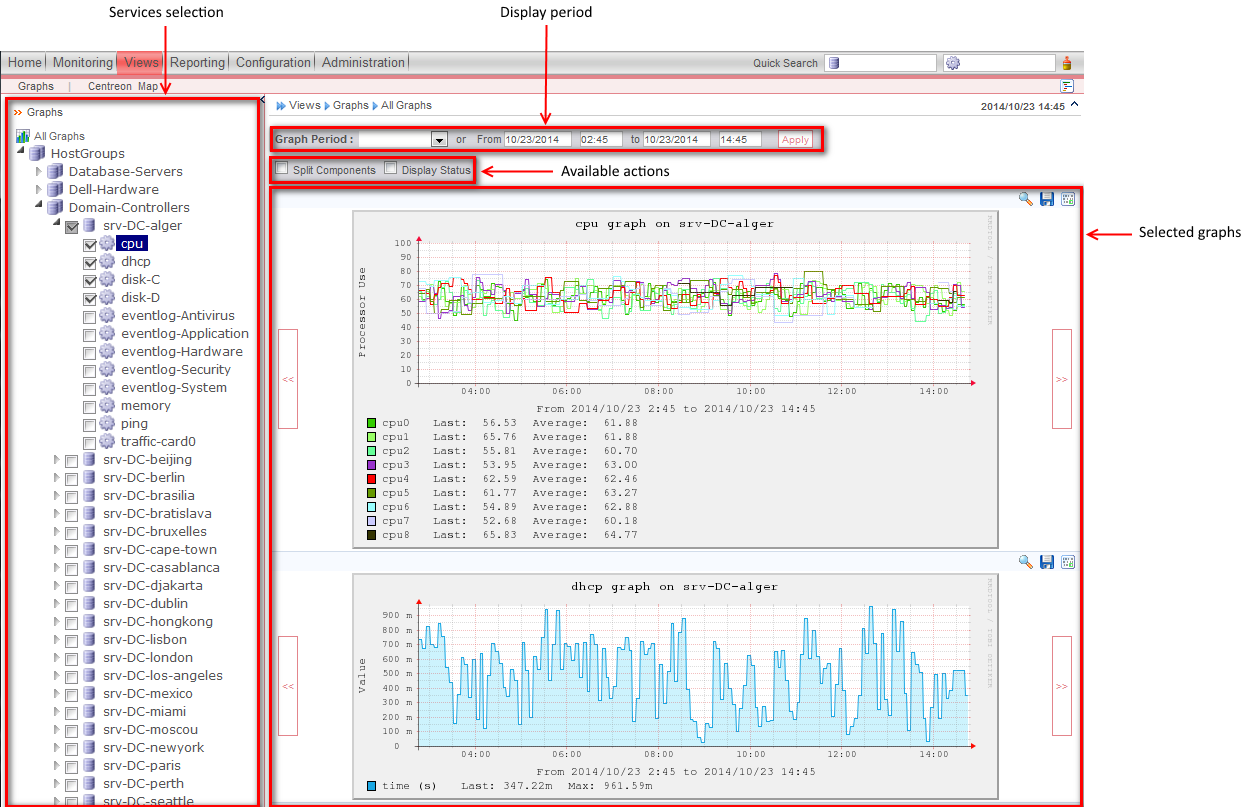 Services selection
Display period
Home Monitoring Views Reporting Configuration Administration
Quick Search
Graphs | Centreon Map
Graphs
All Graphs
HostGroups
Database-Servers
Dell-Hardware
Domain-Controllers
srv-DC-alger
cpu
dhcp
disk-C
disk-D
eventlog-Antivirus
eventlog-Application
eventlog-Hardware
eventlog-Security
eventlog-System
memory
ping
traffic-card0
srv-DC-beijing
srv-DC-berlin
srv-DC-brasilia
srv-DC-bratislava
srv-DC-bruxelles
srv-DC-cape-town
srv-DC-casablanca
srv-DC-djakarta
srv-DC-dublin
srv-DC-hongkong
srv-DC-lisbon
srv-DC-london
srv-DC-los-angeles
srv-DC-mexico
srv-DC-miami
srv-DC-moscou
srv-DC-newyork
srv-DC-paris
srv-DC-perth
srv-DC-seattle
Views Graphs All Graphs
2014/10/23 14:45
Graph Period : or From 10/23/2014 02:45 to 10/23/2014 14:45 Apply
Split Components Display Status
Available actions
Selected graphs
cpu graph on srv-DC-alger
RRDTOOL / TOBI OETIKER
Processor Use
100
90
80
70
60
50
40
30
20
10
0
04:00 06:00 08:00 10:00 12:00 14:00
From 2014/10/23 2:45 to 2014/10/23 14:45
cpu0 Last: 56.53 Average: 61.88
cpu1 Last: 65.76 Average: 61.88
cpu2 Last: 55.81 Average: 60.70
cpu3 Last: 53.95 Average: 63.00
cpu4 Last: 62.59 Average: 62.46
cpu5 Last: 61.77 Average: 63.27
cpu6 Last: 54.89 Average: 62.88
cpu7 Last: 52.68 Average: 60.18
cpu8 Last: 65.83 Average: 64.77
<<
>>
dhcp graph on srv-DC-alger
RRDTOOL / TOBI OETIKER
Value
900 m
800 m
700 m
600 m
500 m
400 m
300 m
200 m
100 m
0
04:00 06:00 08:00 10:00 12:00 14:00
From 2014/10/23 2:45 to 2014/10/23 14:45
time (s) Last: 347.22m Max: 961.59m
<<
>>